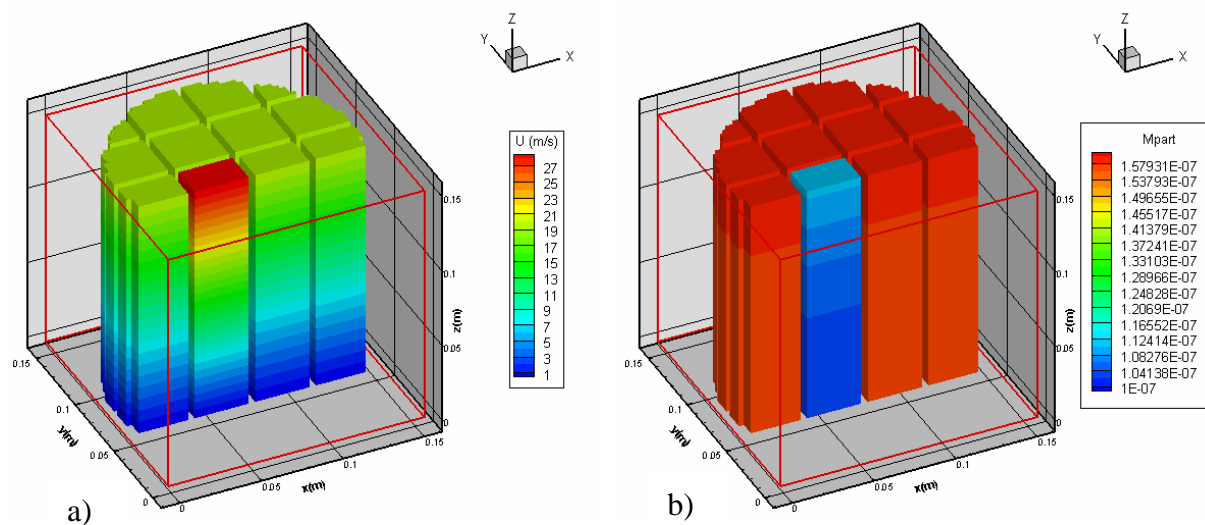 Z
Y
X
U (m/s)
27
25
23
21
19
17
15
13
11
9
7
5
3
1
0.15
0.1
0.05
0
z(m)
0.15
0.1
0.05
0
y(m)
0
0.05
0.1
0.15
x(m)
a)
Z
Y
X
Mpart
1.57931E-07
1.53793E-07
1.49655E-07
1.45517E-07
1.41379E-07
1.37241E-07
1.33103E-07
1.28966E-07
1.24828E-07
1.2069E-07
1.16552E-07
1.12414E-07
1.08276E-07
1.04138E-07
1E-07
0.15
0.1
0.05
0
z(m)
0.15
0.1
0.05
0
y(m)
0
0.05
0.1
0.15
x(m)
b)